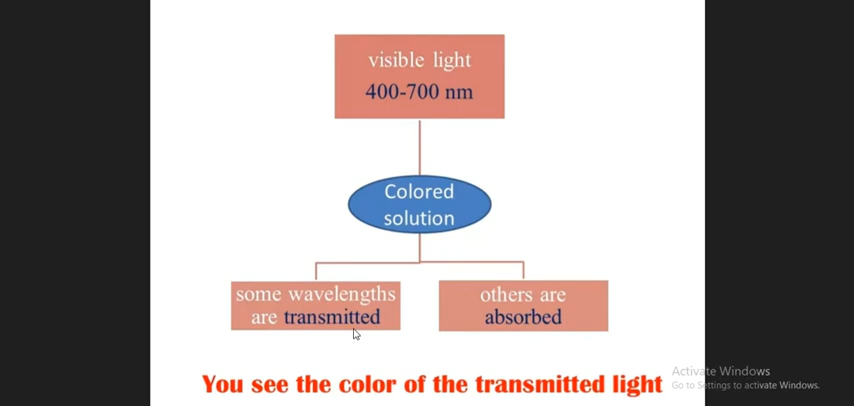 visible light
400-700 nm
Colored
solution
some wavelengths
are transmitted
others are
absorbed
You see the color of the transmitted light
Activate Windows
Go to Settings to activate Windows.